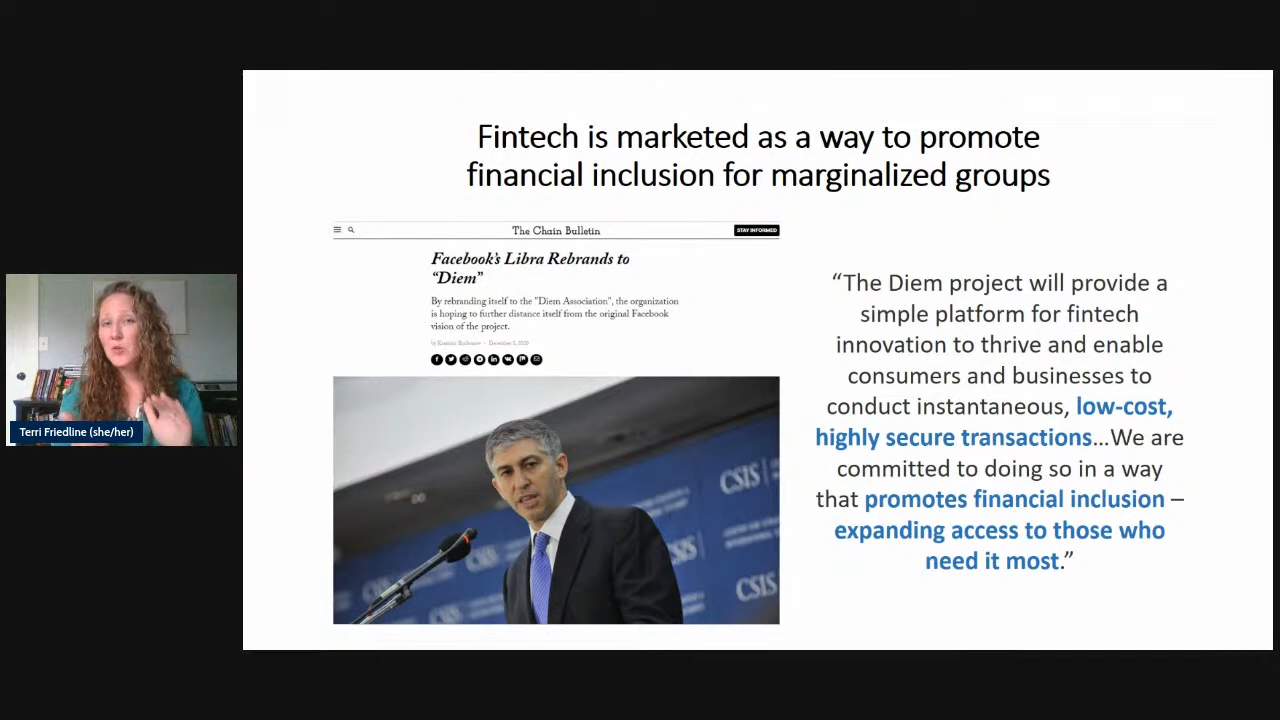 Fintech is marketed as a way to promote
financial inclusion for marginalized groups
The Chain Bulletin
STAY INFORMED
Facebook's Libra Rebrands to
"Diem"
By rebranding itself to the "Diem Association", the organization
is hoping to further distance itself from the original Facebook
vision of the project.
“The Diem project will provide a
simple platform for fintech
innovation to thrive and enable
consumers and businesses to
conduct instantaneous, low-cost,
highly secure transactions…We are
committed to doing so in a way
that promotes financial inclusion –
expanding access to those who
need it most.”
CSIS
CSIS
CSIS
Terri Friedline (she/her)